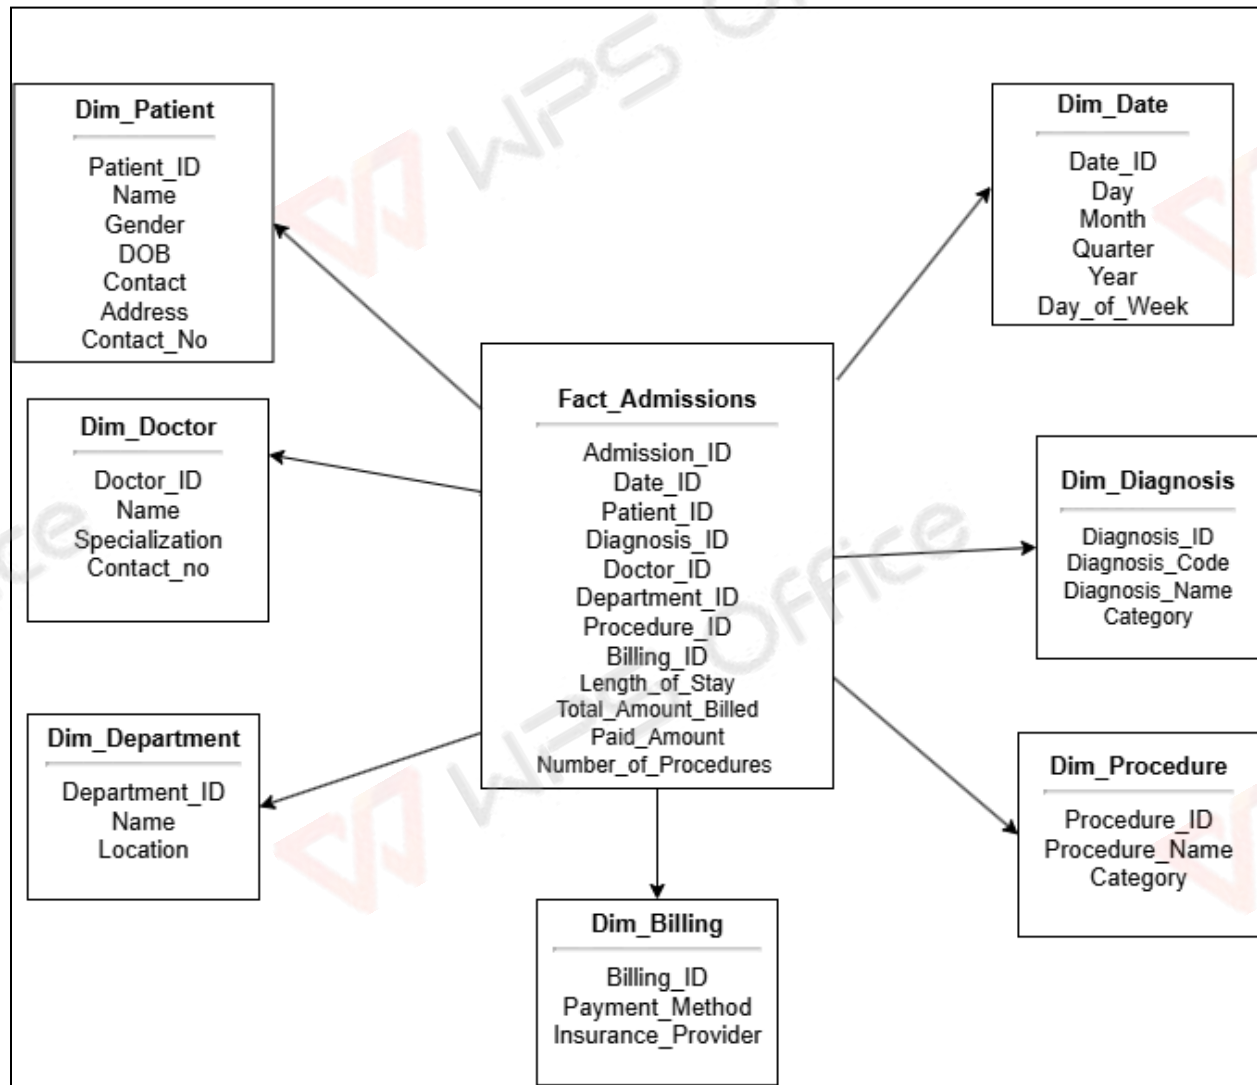 Dim_Patient
Patient_ID
Name
Gender
DOB
Contact
Address
Contact_No
Dim_Date
Date_ID
Day
Month
Quarter
Year
Day_of_Week
Dim_Doctor
Doctor_ID
Name
Specialization
Contact_no
Fact_Admissions
Admission_ID
Date_ID
Patient_ID
Diagnosis_ID
Doctor_ID
Department_ID
Procedure_ID
Billing_ID
Length_of_Stay
Total_Amount_Billed
Paid_Amount
Number_of_Procedures
Dim_Diagnosis
Diagnosis_ID
Diagnosis_Code
Diagnosis_Name
Category
Dim_Department
Department_ID
Name
Location
Dim_Procedure
Procedure_ID
Procedure_Name
Category
Dim_Billing
Billing_ID
Payment_Method
Insurance_Provider
WPS Office